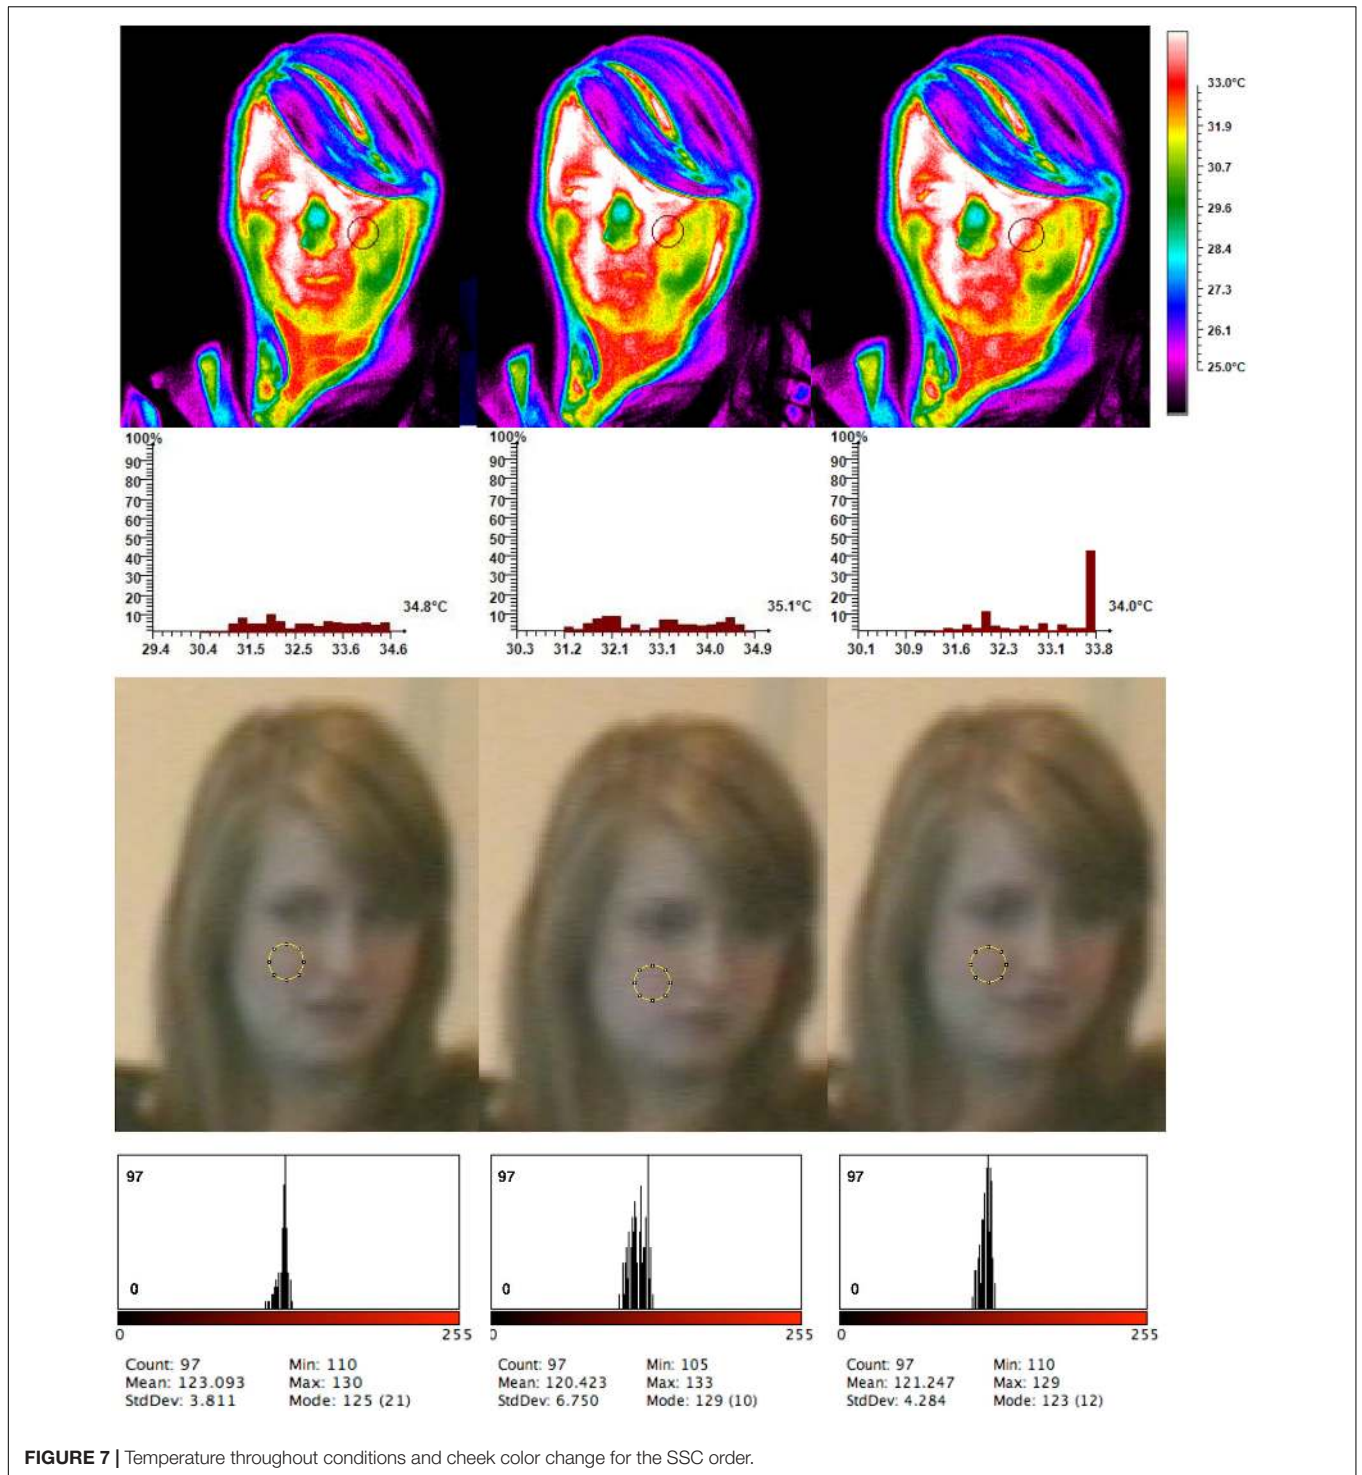 33.0°C
31.9
30.7
29.6
28.4
27.3
26.1
25.0°C
100%
90
80
70
60
50
40
30
20
10
34.8°C
29.4 30.4 31.5 32.5 33.6 34.6
100%
90
80
70
60
50
40
30
20
10
35.1°C
30.3 31.2 32.1 33.1 34.0 34.9
100%
90
80
70
60
50
40
30
20
10
34.0°C
30.1 30.9 31.6 32.3 33.1 33.8
97
0
0 255
Count: 97 Min: 110
Mean: 123.093 Max: 130
StdDev: 3.811 Mode: 125 (21)
97
0
0 255
Count: 97 Min: 105
Mean: 120.423 Max: 133
StdDev: 6.750 Mode: 129 (10)
97
0
0 255
Count: 97 Min: 110
Mean: 121.247 Max: 129
StdDev: 4.284 Mode: 123 (12)
FIGURE 7 | Temperature throughout conditions and cheek color change for the SSC order.